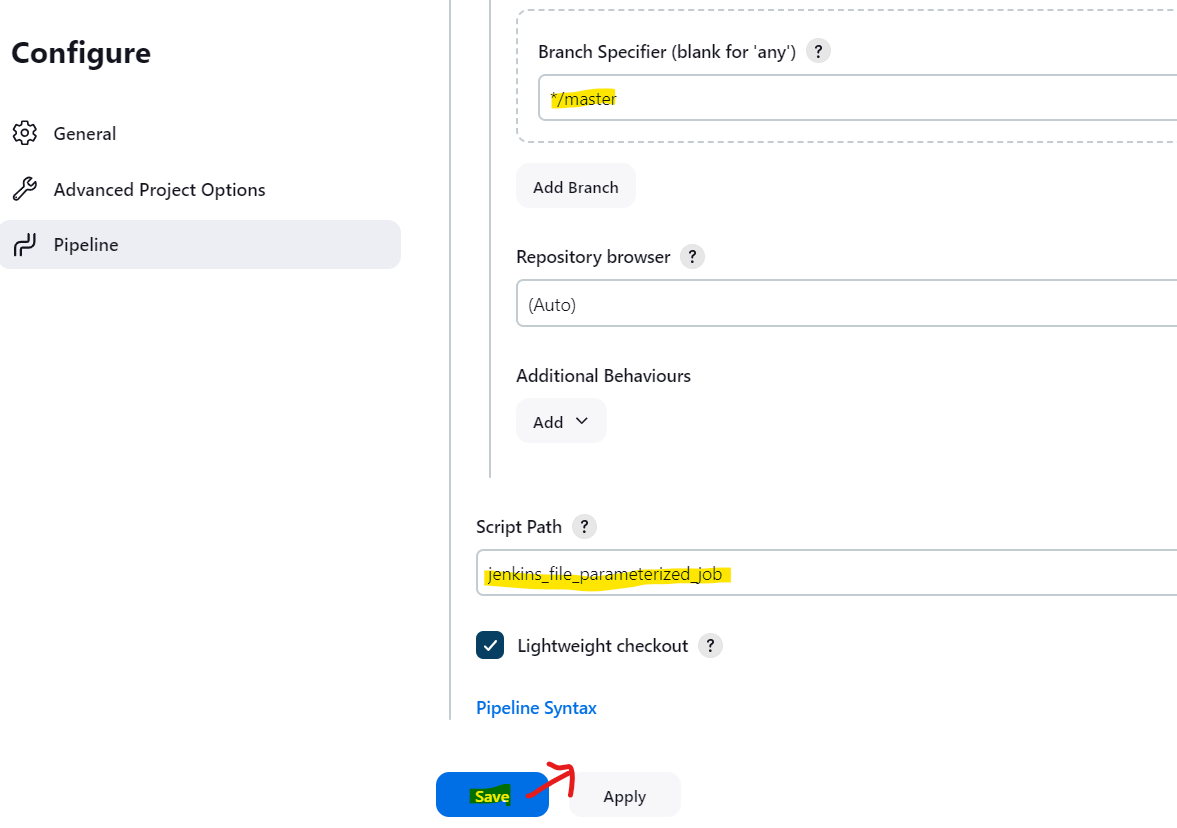 Configure
General
Advanced Project Options
Pipeline
Branch Specifier (blank for 'any') ?
*/master
Add Branch
Repository browser ?
(Auto)
Additional Behaviours
Add
Script Path ?
jenkins_file_parameterized_job
Lightweight checkout ?
Pipeline Syntax
Save
Apply